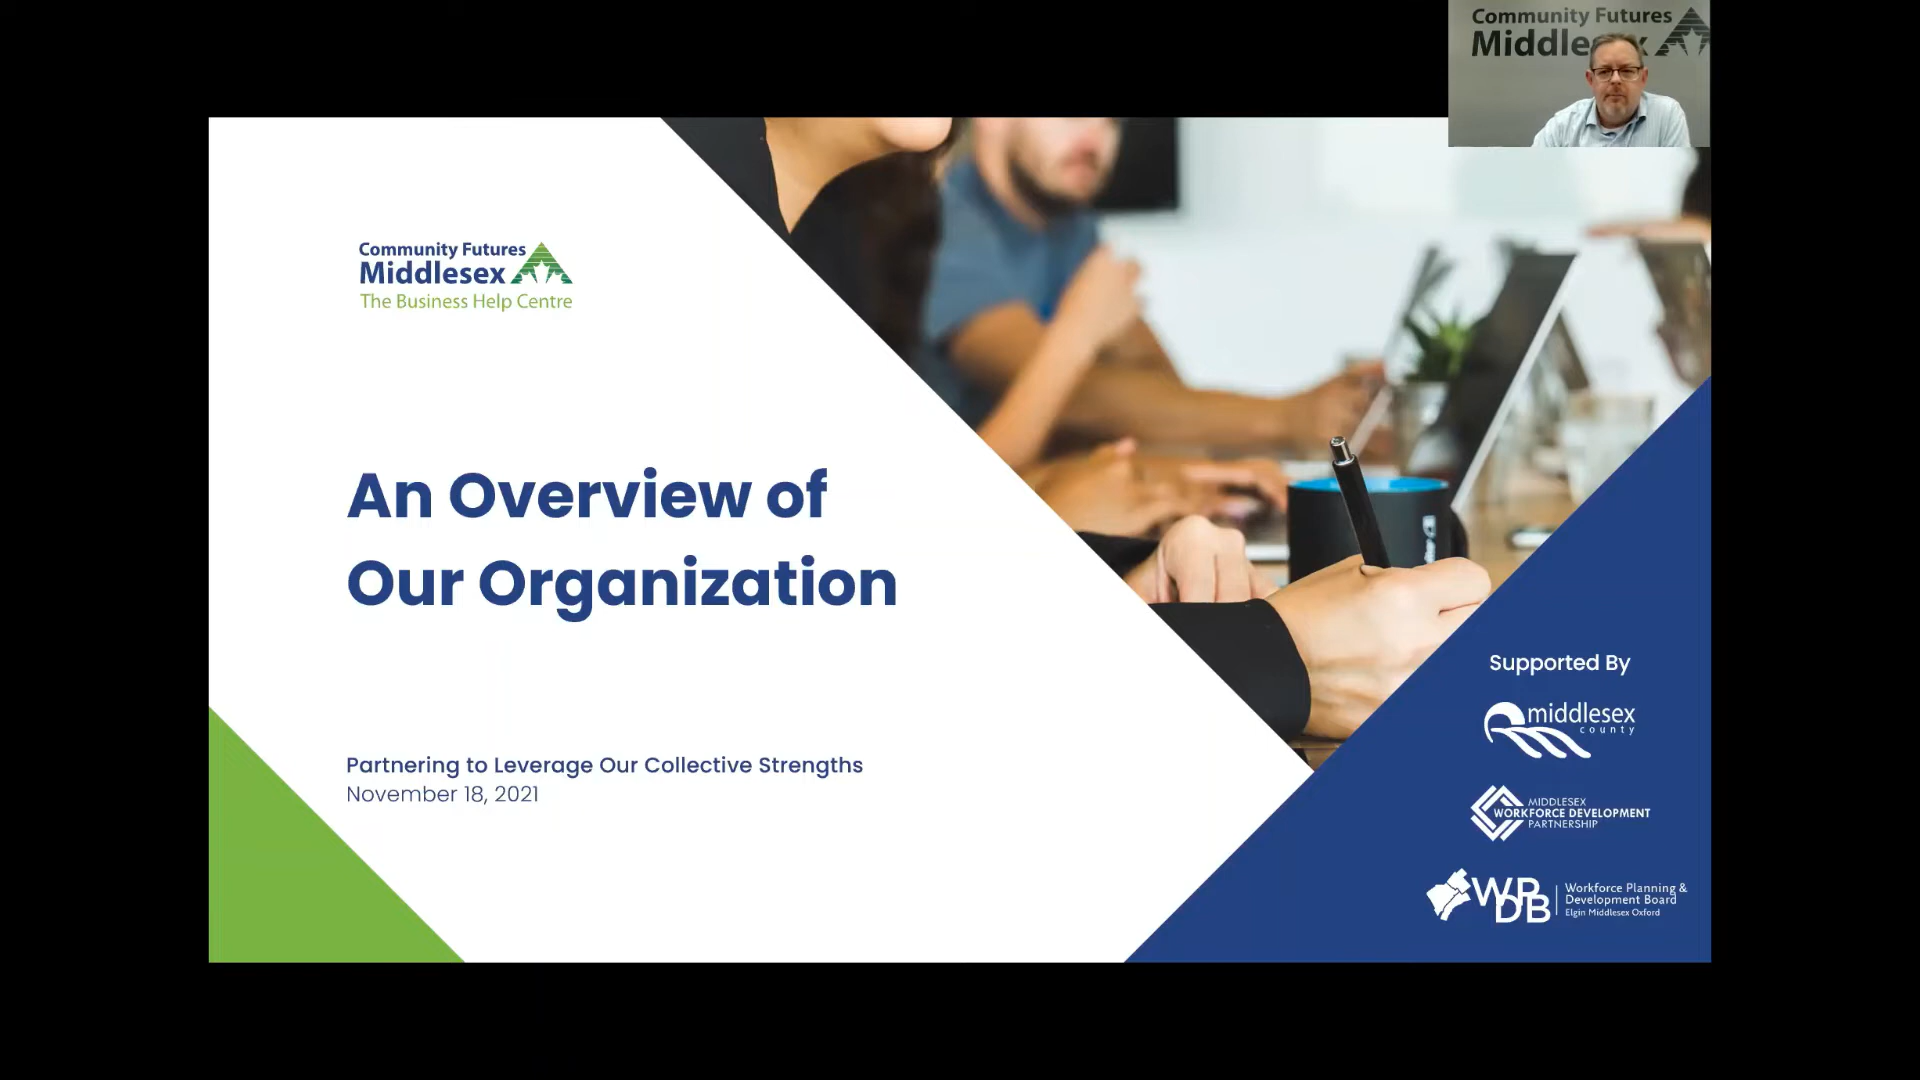 Community Futures
Middlesex
Community Futures
Middlesex
The Business Help Centre
An Overview of
Our Organization
Partnering to Leverage Our Collective Strengths
November 18, 2021
Supported By
middlesex
county
MIDDLESEX
WORKFORCE DEVELOPMENT
PARTNERSHIP
WPDB
Workforce Planning &
Development Board
Elgin Middlesex Oxford